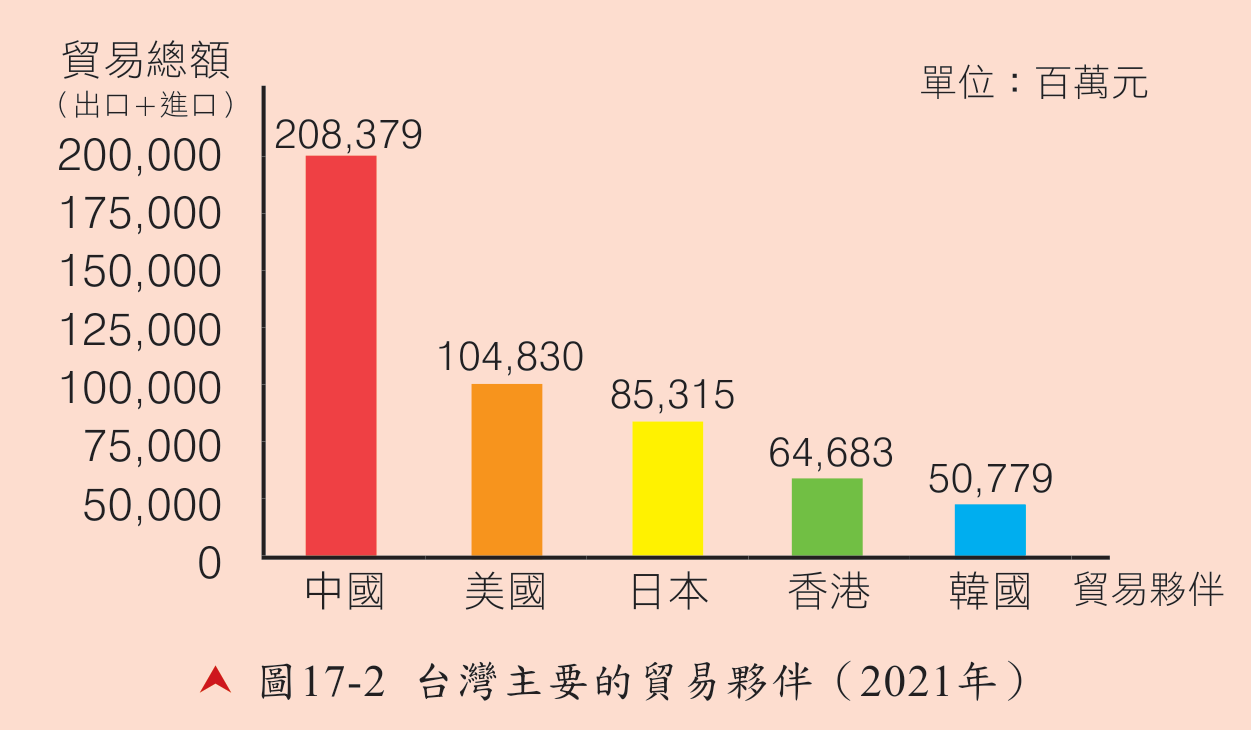 貿易總額
（出口+進口）
單位：百萬元
208,379
200,000
175,000
150,000
125,000
104,830
100,000
85,315
75,000
64,683
50,779
50,000
0
中國 美國 日本 香港 韓國 貿易夥伴
圖17-2 台灣主要的貿易夥伴（2021年）